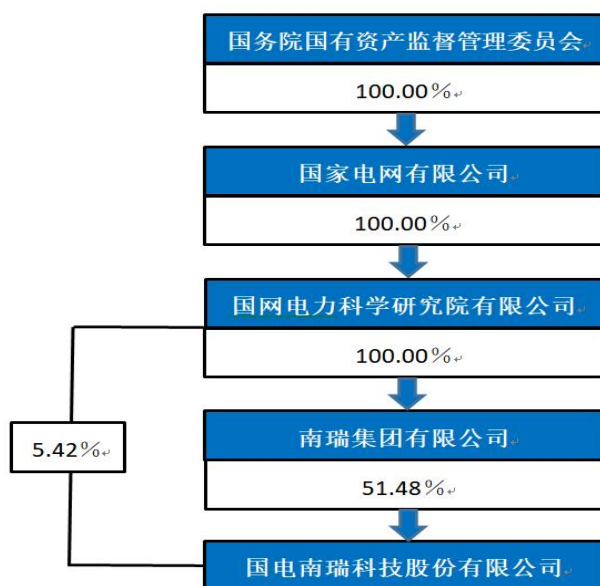 国务院国有资产监督管理委员会
100.00%
国家电网有限公司
100.00%
国网电力科学研究院有限公司
100.00%
南瑞集团有限公司
5.42%
51.48%
国电南瑞科技股份有限公司